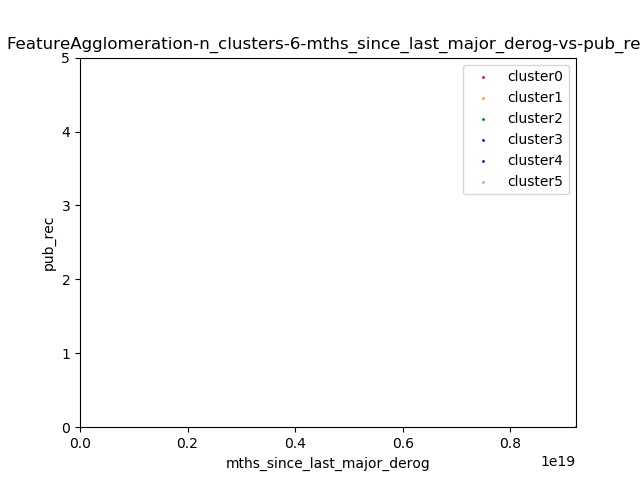 FeatureAgglomeration-n_clusters-6-mths_since_last_major_derog-vs-pub_re
5
4
3
2
1
0
pub_rec
cluster0
cluster1
cluster2
cluster3
cluster4
cluster5
0.0 0.2 0.4 0.6 0.8
1e19
mths_since_last_major_derog